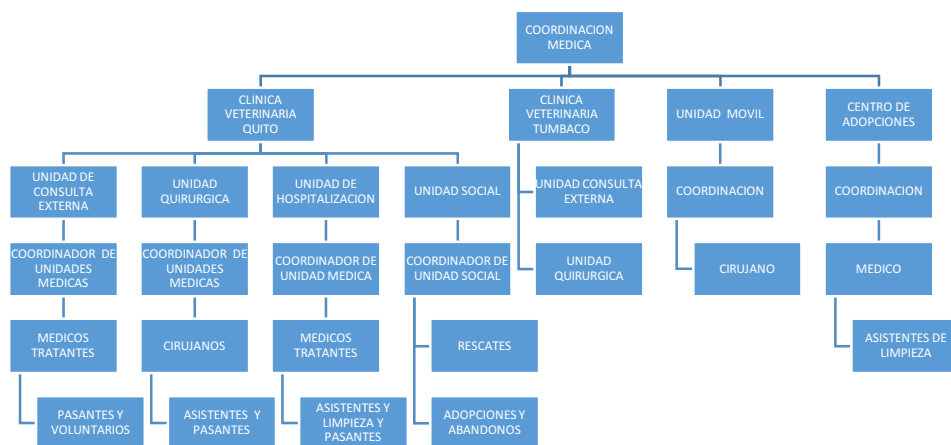 COORDINACION
MEDICA
CLINICA
VETERINARIA
QUITO
CLINICA
VETERINARIA
TUMBACO
UNIDAD MOVIL
CENTRO DE
ADOPCIONES
UNIDAD DE
CONSULTA
EXTERNA
UNIDAD
QUIRURGICA
UNIDAD DE
HOSPITALIZACION
UNIDAD SOCIAL
UNIDAD CONSULTA
EXTERNA
COORDINACION
COORDINACION
COORDINADOR DE
UNIDADES
MEDICAS
COORDINADOR DE
UNIDADES
MEDICAS
COORDINADOR
DE UNIDAD MEDICA
COORDINADOR DE
UNIDAD SOCIAL
UNIDAD
QUIRURGICA
CIRUJANO
MEDICO
MEDICOS
TRATANTES
CIRUJANOS
MEDICOS
TRATANTES
RESCATES
ASISTENTES DE
LIMPIEZA
PASANTES Y
VOLUNTARIOS
ASISTENTES Y
PASANTES
ASISTENTES Y
LIMPIEZA Y
PASANTES
ADOPCIONES Y
ABANDONOS